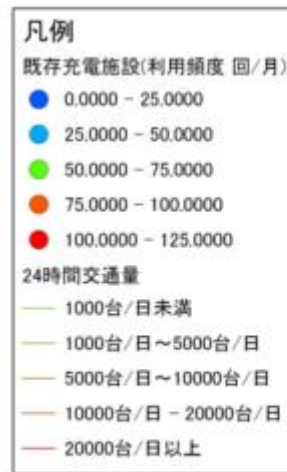 凡例
既存充電施設(利用頻度 回/月)
0.0000 - 25.0000
25.0000 - 50.0000
50.0000 - 75.0000
75.0000 - 100.0000
100.0000 - 125.0000
24時間交通量
1000台/日未満
1000台/日～5000台/日
5000台/日～10000台/日
10000台/日 - 20000台/日
20000台/日以上